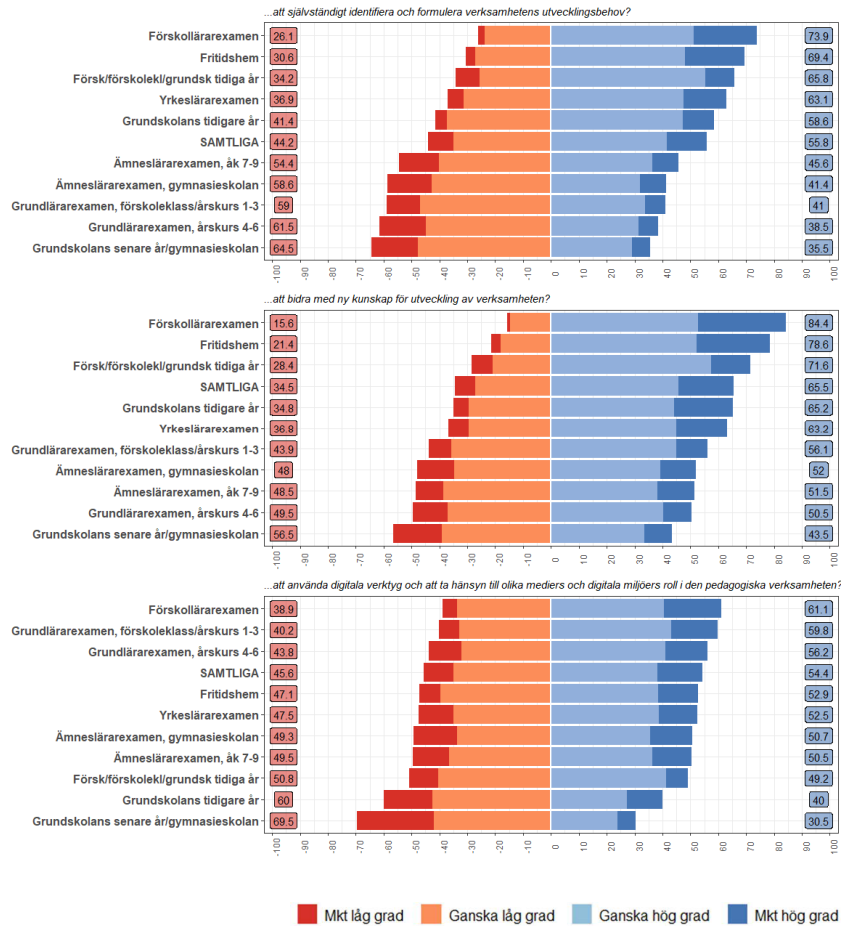 ...att självständigt identifiera och formulera verksamhetens utvecklingsbehov?
Förskollärarexamen 26.1 73.9
Fritidshem 30.6 69.4
Försk/förskolekl/grundsk tidiga år 34.2 65.8
Yrkeslärarexamen 36.9 63.1
Grundskolans tidigare år 41.4 58.6
SAMTLIGA 44.2 55.8
Ämneslärarexamen, åk 7-9 54.4 45.6
Ämneslärarexamen, gymnasieskolan 58.6 41.4
Grundlärarexamen, förskoleklass/årskurs 1-3 59 41
Grundlärarexamen, årskurs 4-6 61.5 38.5
Grundskolans senare år/gymnasieskolan 64.5 35.5
-100 -90 -80 -70 -60 -50 -40 -30 -20 -10 0 10 20 30 40 50 60 70 80 90 100
...att bidra med ny kunskap för utveckling av verksamheten?
Förskollärarexamen 15.6 84.4
Fritidshem 21.4 78.6
Försk/förskolekl/grundsk tidiga år 28.4 71.6
SAMTLIGA 34.5 65.5
Grundskolans tidigare år 34.8 65.2
Yrkeslärarexamen 36.8 63.2
Grundlärarexamen, förskoleklass/årskurs 1-3 43.9 56.1
Ämneslärarexamen, gymnasieskolan 48 52
Ämneslärarexamen, åk 7-9 48.5 51.5
Grundlärarexamen, årskurs 4-6 49.5 50.5
Grundskolans senare år/gymnasieskolan 56.5 43.5
-100 -90 -80 -70 -60 -50 -40 -30 -20 -10 0 10 20 30 40 50 60 70 80 90 100
...att använda digitala verktyg och att ta hänsyn till olika mediers och digitala miljöers roll i den pedagogiska verksamheten?
Förskollärarexamen 38.9 61.1
Grundlärarexamen, förskoleklass/årskurs 1-3 40.2 59.8
Grundlärarexamen, årskurs 4-6 43.8 56.2
SAMTLIGA 45.6 54.4
Fritidshem 47.1 52.9
Yrkeslärarexamen 47.5 52.5
Ämneslärarexamen, gymnasieskolan 49.3 50.7
Ämneslärarexamen, åk 7-9 49.5 50.5
Försk/förskolekl/grundsk tidiga år 50.8 49.2
Grundskolans tidigare år 60 40
Grundskolans senare år/gymnasieskolan 69.5 30.5
-100 -90 -80 -70 -60 -50 -40 -30 -20 -10 0 10 20 30 40 50 60 70 80 90 100
Mkt låg grad Ganska låg grad Ganska hög grad Mkt hög grad